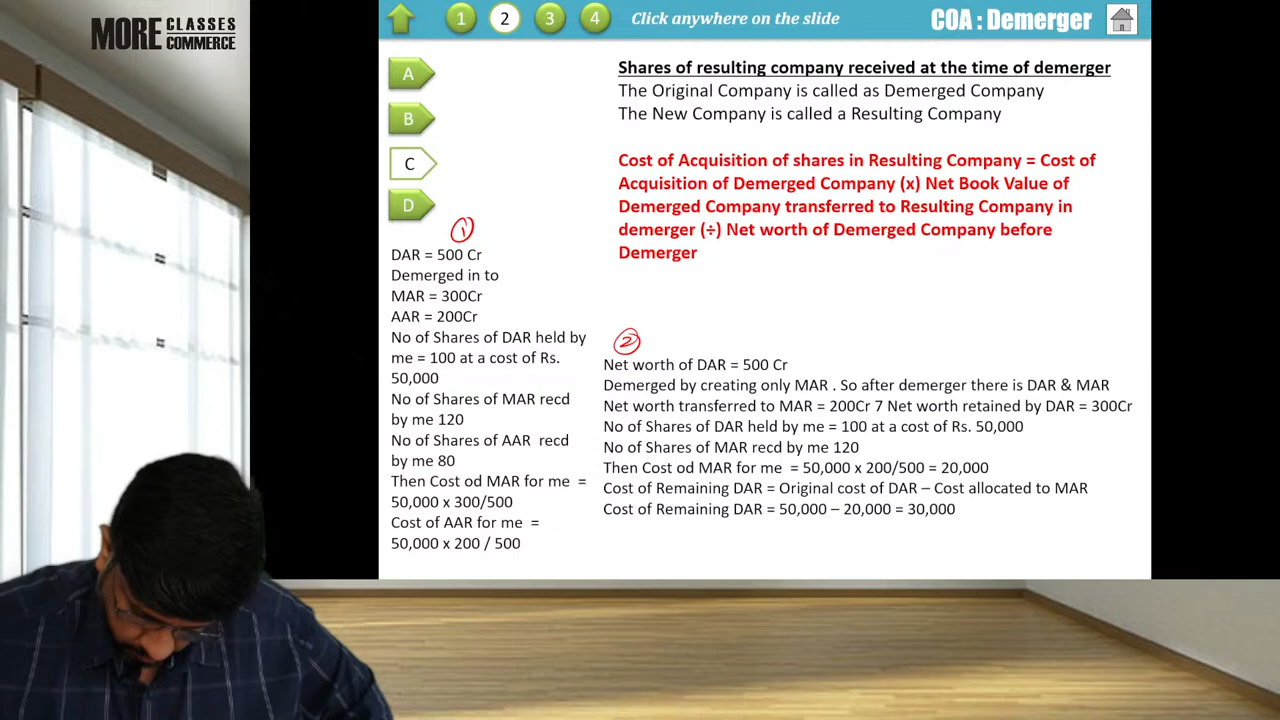 MORE CLASSES COMMERCE
1 2 3 4 Click anywhere on the slide COA : Demerger
A
B
C
D
Shares of resulting company received at the time of demerger
The Original Company is called as Demerged Company
The New Company is called a Resulting Company
Cost of Acquisition of shares in Resulting Company = Cost of
Acquisition of Demerged Company (x) Net Book Value of
Demerged Company transferred to Resulting Company in
demerger (÷) Net worth of Demerged Company before
Demerger
1
DAR = 500 Cr
Demerged in to
MAR = 300Cr
AAR = 200Cr
No of Shares of DAR held by
me = 100 at a cost of Rs.
50,000
No of Shares of MAR recd
by me 120
No of Shares of AAR recd
by me 80
Then Cost od MAR for me =
50,000 x 300/500
Cost of AAR for me =
50,000 x 200 / 500
2
Net worth of DAR = 500 Cr
Demerged by creating only MAR . So after demerger there is DAR & MAR
Net worth transferred to MAR = 200Cr 7 Net worth retained by DAR = 300Cr
No of Shares of DAR held by me = 100 at a cost of Rs. 50,000
No of Shares of MAR recd by me 120
Then Cost od MAR for me = 50,000 x 200/500 = 20,000
Cost of Remaining DAR = Original cost of DAR – Cost allocated to MAR
Cost of Remaining DAR = 50,000 – 20,000 = 30,000